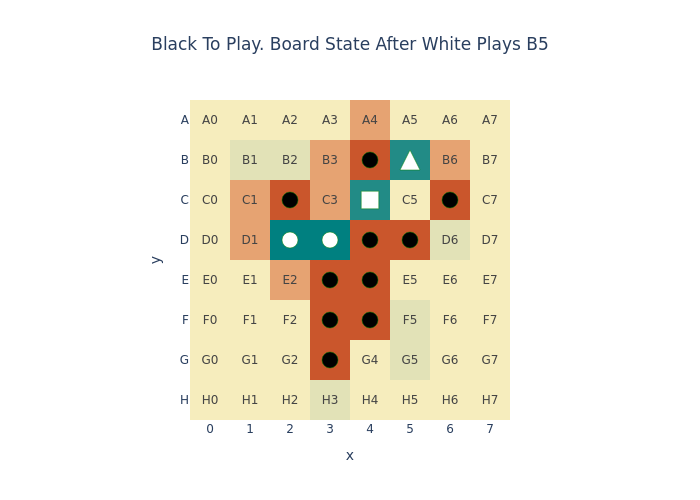 Black To Play. Board State After White Plays B5
A A0 A1 A2 A3 A4 A5 A6 A7
B B0 B1 B2 B3 B6 B7
C C0 C1 C3 C5 C7
D D0 D1 D6 D7
E E0 E1 E2 E5 E6 E7
F F0 F1 F2 F5 F6 F7
G G0 G1 G2 G4 G5 G6 G7
H H0 H1 H2 H3 H4 H5 H6 H7
y
0 1 2 3 4 5 6 7
x